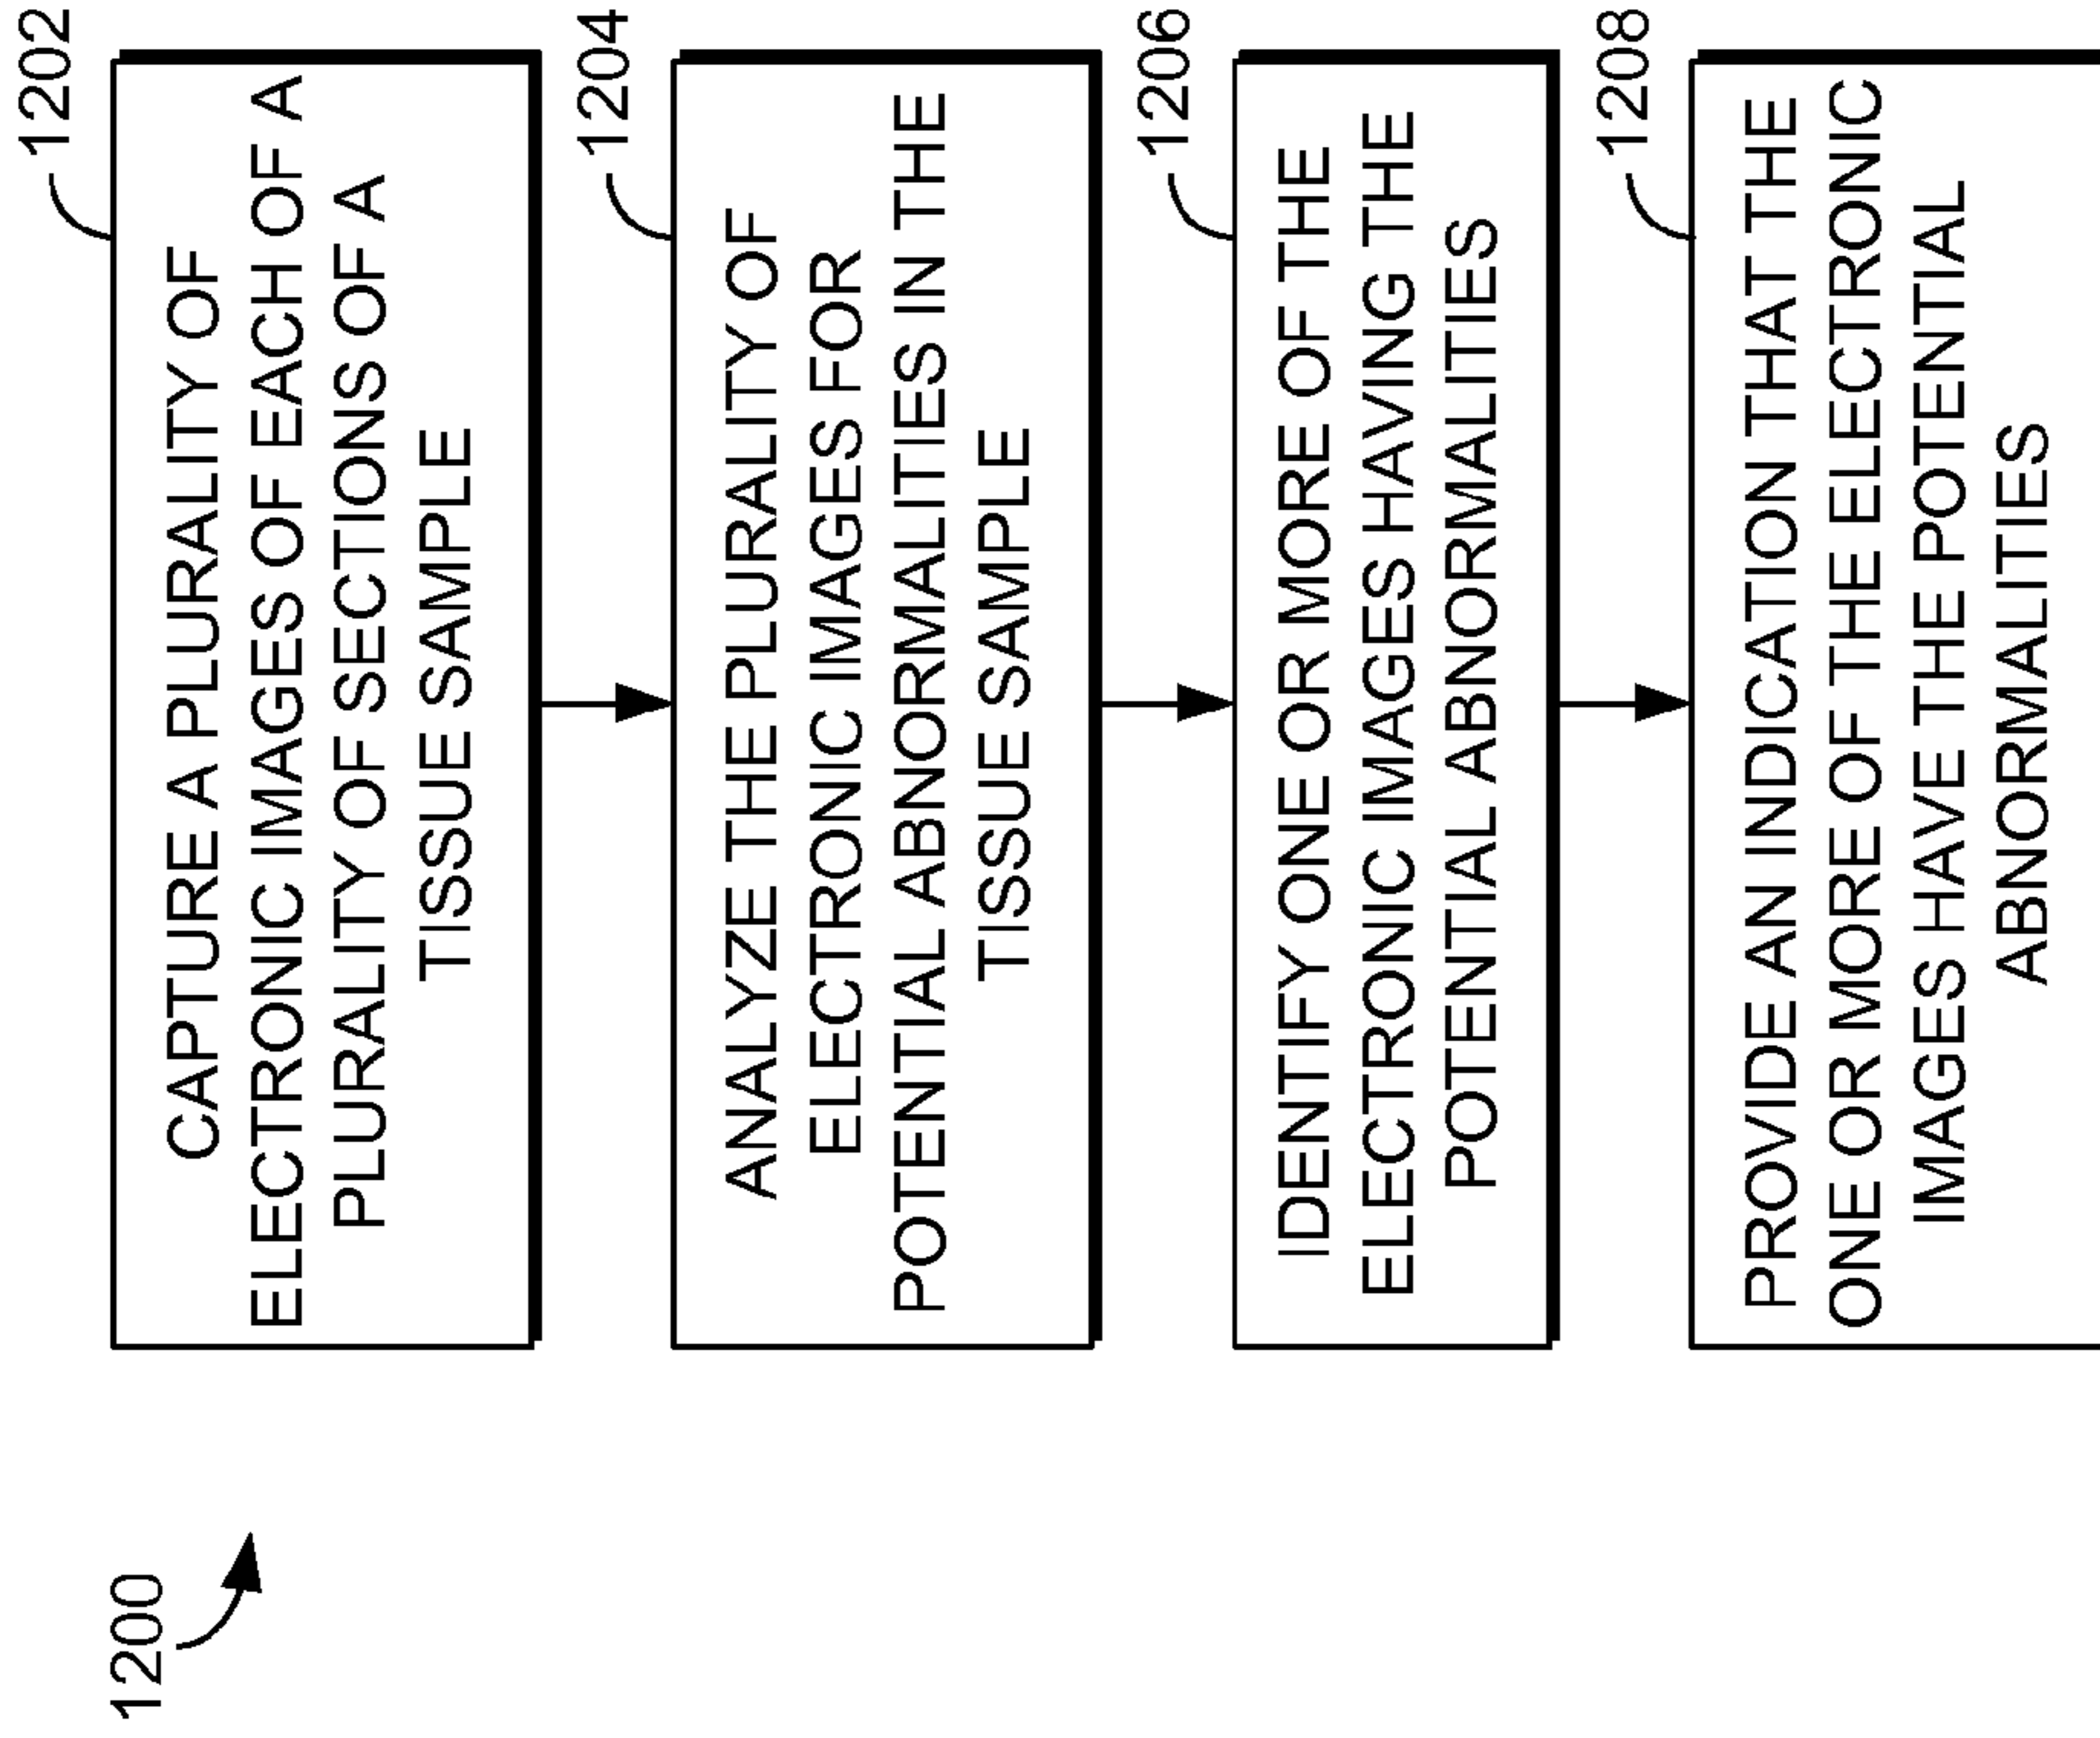 1200
1202
CAPTURE A PLURALITY OF
ELECTRONIC IMAGES OF EACH OF A
PLURALITY OF SECTIONS OF A
TISSUE SAMPLE
1204
ANALYZE THE PLURALITY OF
ELECTRONIC IMAGES FOR
POTENTIAL ABNORMALITIES IN THE
TISSUE SAMPLE
1206
IDENTIFY ONE OR MORE OF THE
ELECTRONIC IMAGES HAVING THE
POTENTIAL ABNORMALITIES
1208
PROVIDE AN INDICATION THAT THE
ONE OR MORE OF THE ELECTRONIC
IMAGES HAVE THE POTENTIAL
ABNORMALITIES